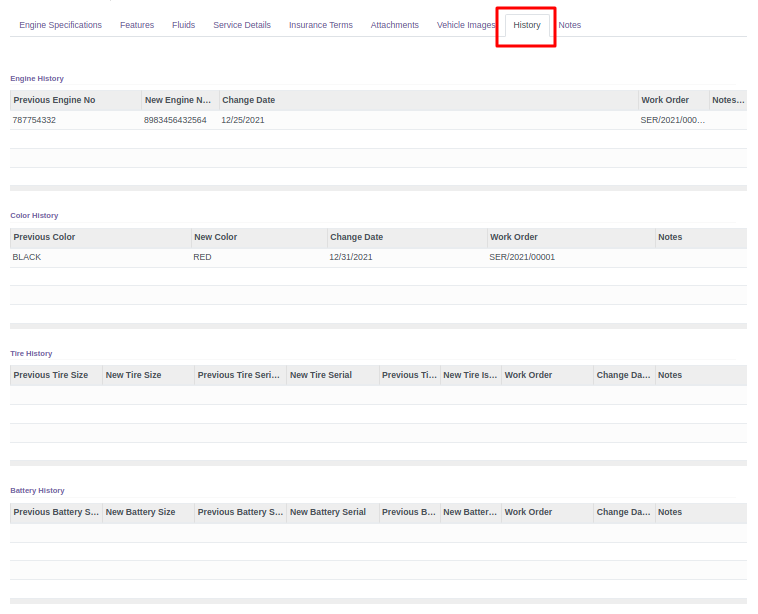 Engine Specifications Features Fluids Service Details Insurance Terms Attachments Vehicle Images History Notes
Engine History
Previous Engine No New Engine N... Change Date Work Order Notes...
787754332 8983456432564 12/25/2021 SER/2021/000...
Color History
Previous Color New Color Change Date Work Order Notes
BLACK RED 12/31/2021 SER/2021/00001
Tire History
Previous Tire Size New Tire Size Previous Tire Seri... New Tire Serial Previous Ti... New Tire Is... Work Order Change Da... Notes
Battery History
Previous Battery S... New Battery Size Previous Battery S... New Battery Serial Previous B... New Batter... Work Order Change Da... Notes